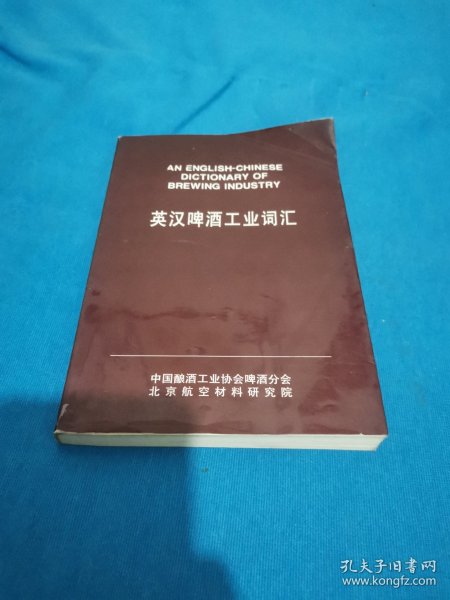 AN ENGLISH-CHINESE
DICTIONARY OF
BREWING INDUSTRY
英汉啤酒工业词汇
中国酿酒工业协会啤酒分会
北京航空材料研究院
孔夫子旧书网
www.kongfz.com